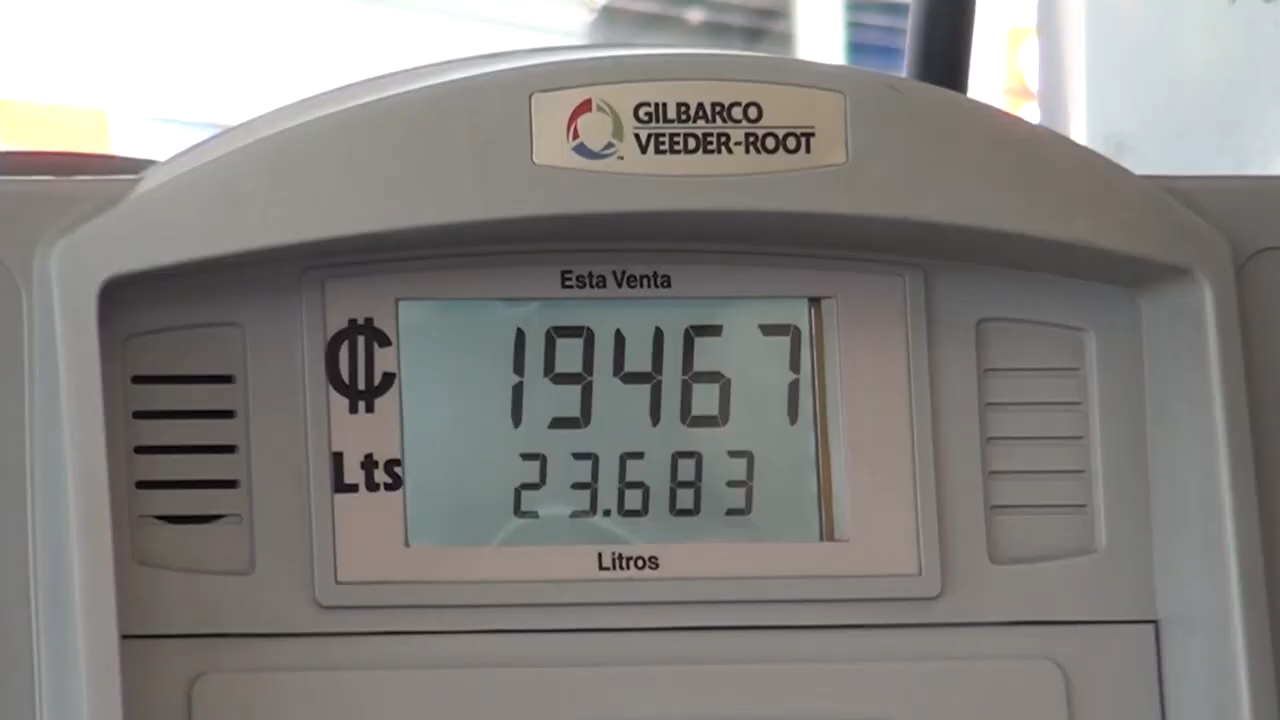 GILBARCO
VEEDER-ROOT
Esta Venta
₡ 19467
Lts 23.683
Litros